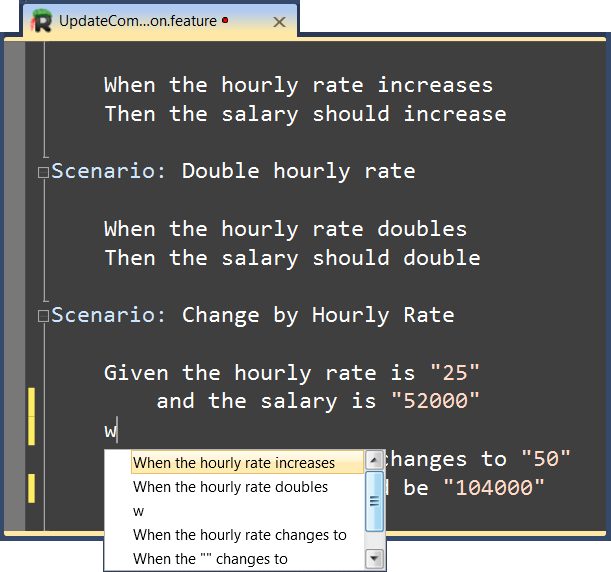 UpdateCom...on.feature
When the hourly rate increases
Then the salary should increase
Scenario: Double hourly rate
When the hourly rate doubles
Then the salary should double
Scenario: Change by Hourly Rate
Given the hourly rate is "25"
and the salary is "52000"
w
changes to "50"
be "104000"
When the hourly rate increases
When the hourly rate doubles
w
When the hourly rate changes to
When the "" changes to